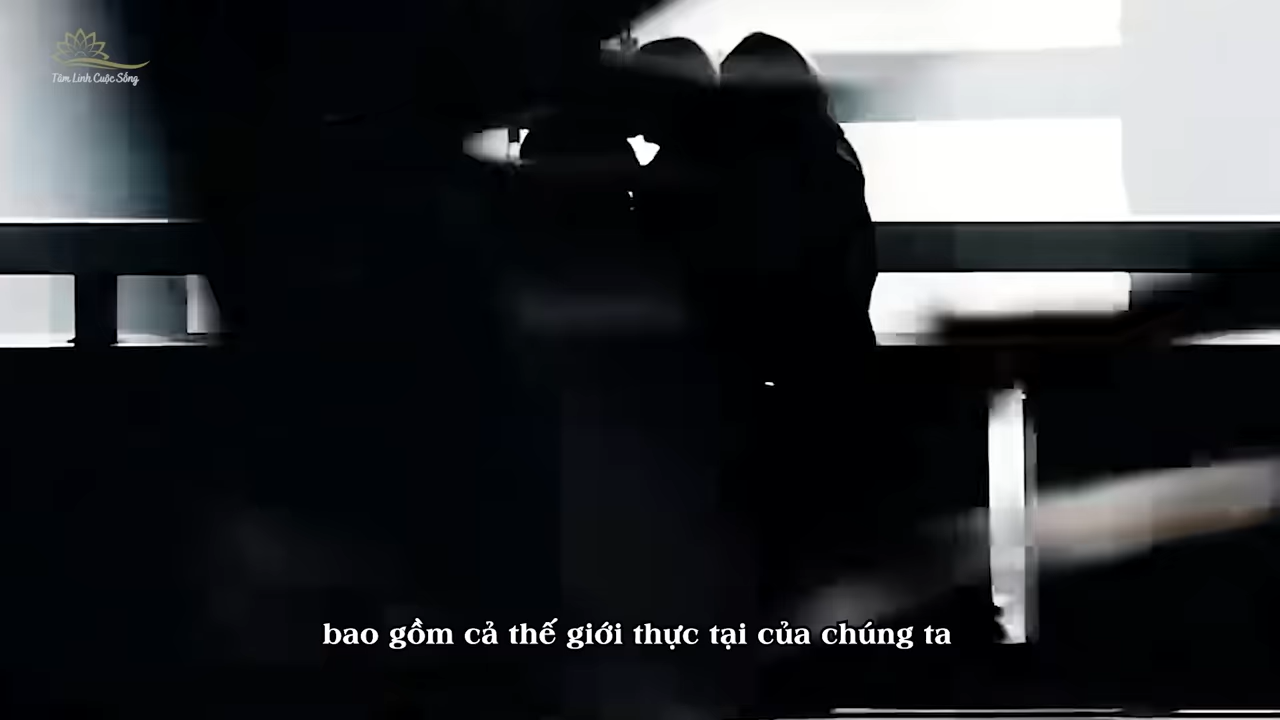 Tâm Linh Cuộc Sống
bao gồm cả thế giới thực tại của chúng ta